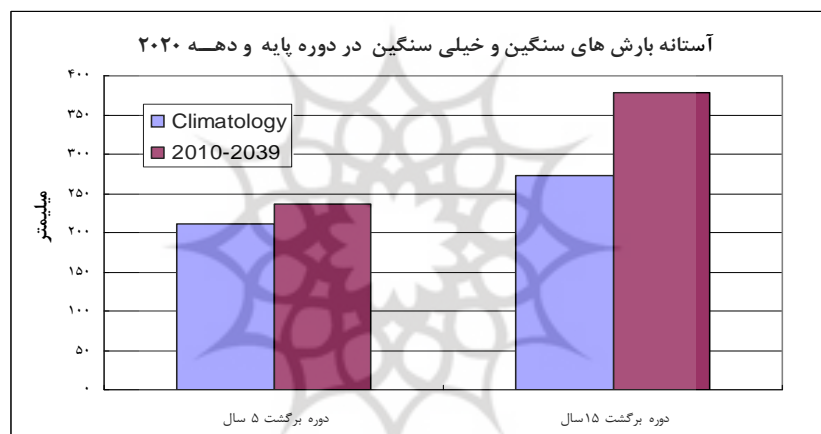 آستانه بارش های سنگین و خیلی سنگین در دوره پایه و دهــه ۲۰۲۰
میلیمتر
۴۰۰
۳۵۰
۳۰۰
۲۵۰
۲۰۰
۱۵۰
۱۰۰
۵۰
۰
Climatology
2010-2039
دوره برگشت ۵ سال
دوره برگشت ۱۵سال